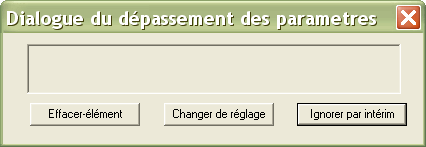 Dialogue du dépassement des parametres
Effacer-élément Changer de réglage Ignorer par intérim